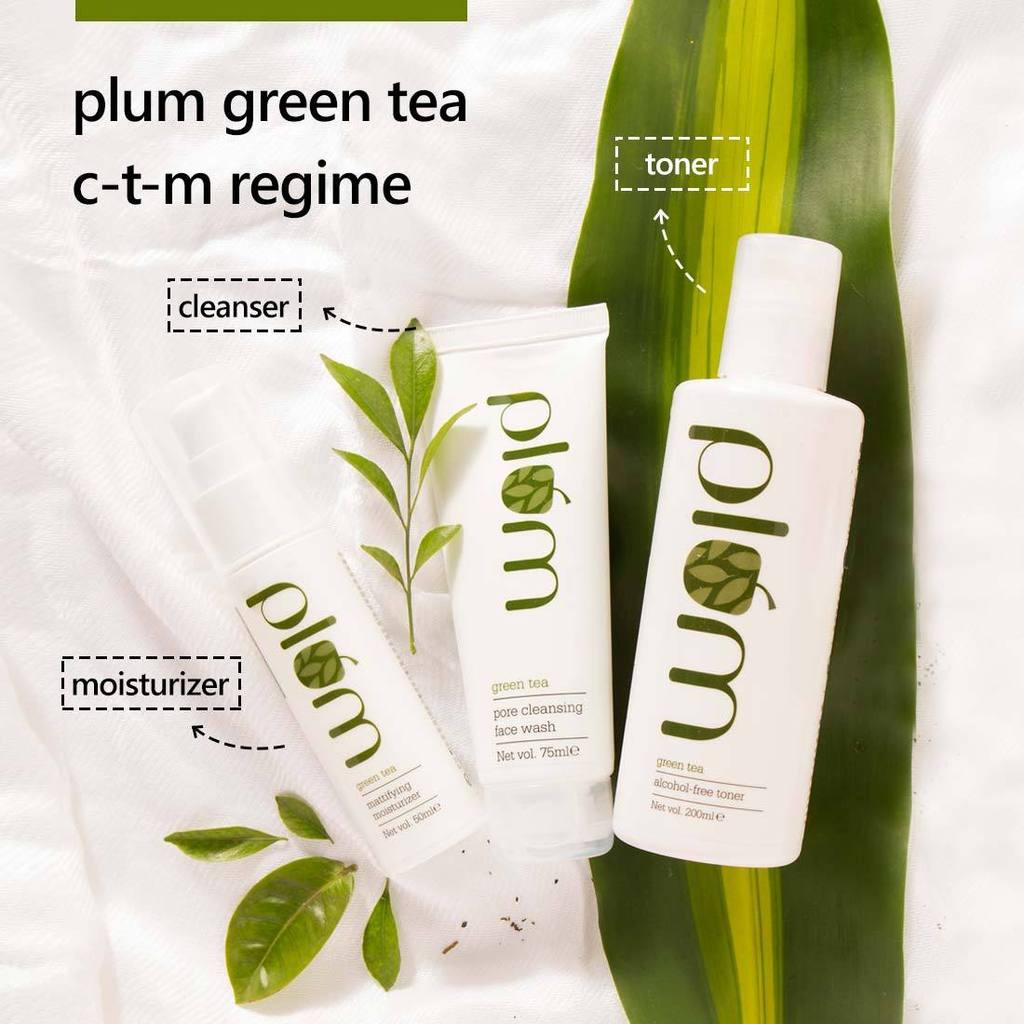 plum green tea
c-t-m regime
toner
cleanser
moisturizer
plum
green tea
mattifying
moisturizer
Net vol. 50ml℮
plum
green tea
pore cleansing
face wash
Net vol. 75ml℮
plum
green tea
alcohol-free toner
Net vol. 200ml℮